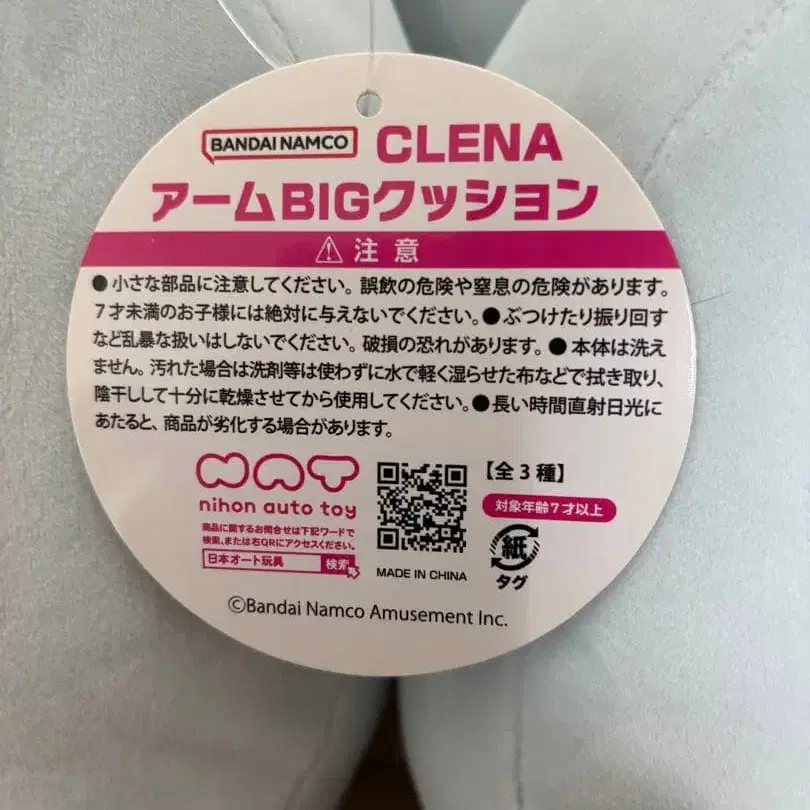 BANDAI NAMCO CLENA
アームBIGクッション
⚠ 注意
●小さな部品に注意してください。誤飲の危険や窒息の危険があります。
7才未満のお子様には絶対に与えないでください。●ぶつけたり振り回す
など乱暴な扱いはしないでください。破損の恐れがあります。●本体は洗え
ません。汚れた場合は洗剤等は使わずに水で軽く湿らせた布などで拭き取り、
陰干しして十分に乾燥させてから使用してください。●長い時間直射日光に
あたると、商品が劣化する場合があります。
NAT
nihon auto toy
商品に関するお問合せは下記ワードで
検索、または右QRにアクセスください。
日本オート玩具 検索
MADE IN CHINA
【全3種】
対象年齢7才以上
紙
タグ
©Bandai Namco Amusement Inc.